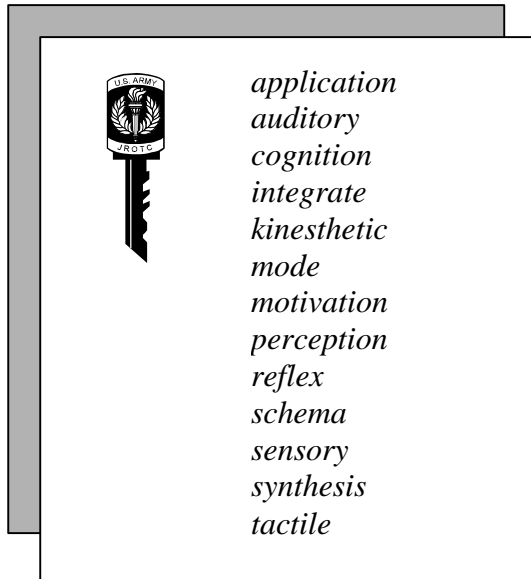 U.S. ARMY
JROTC
application
auditory
cognition
integrate
kinesthetic
mode
motivation
perception
reflex
schema
sensory
synthesis
tactile